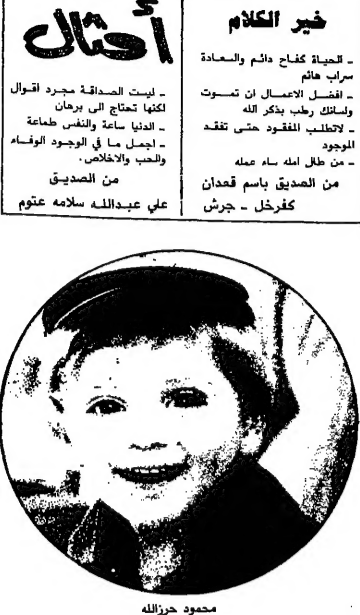 خير الكلام
ـ الحياة كفاح دائم والسعادة
سراب هائم
ـ افضل الاعمال ان تموت
ولسانك رطب بذكر الله
ـ لاتطلب المفقود حتى تفقد
الموجود
ـ من طال امله ساء عمله
من الصديق باسم قعدان
كفرخل ـ جرش
أمثال
ـ ليست الصداقة مجرد اقوال
لكنها تحتاج الى برهان
ـ الدنيا ساعة والنفس طماعة
ـ اجمل ما في الوجود الوفاء
والحب والاخلاص .
من الصديق
علي عبدالله سلامه عتوم
محمود حرزالله